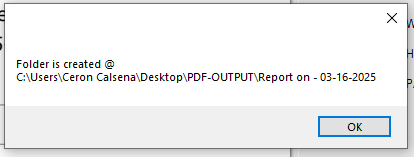 Folder is created @
C:\Users\Ceron Calsena\Desktop\PDF-OUTPUT\Report on - 03-16-2025
OK